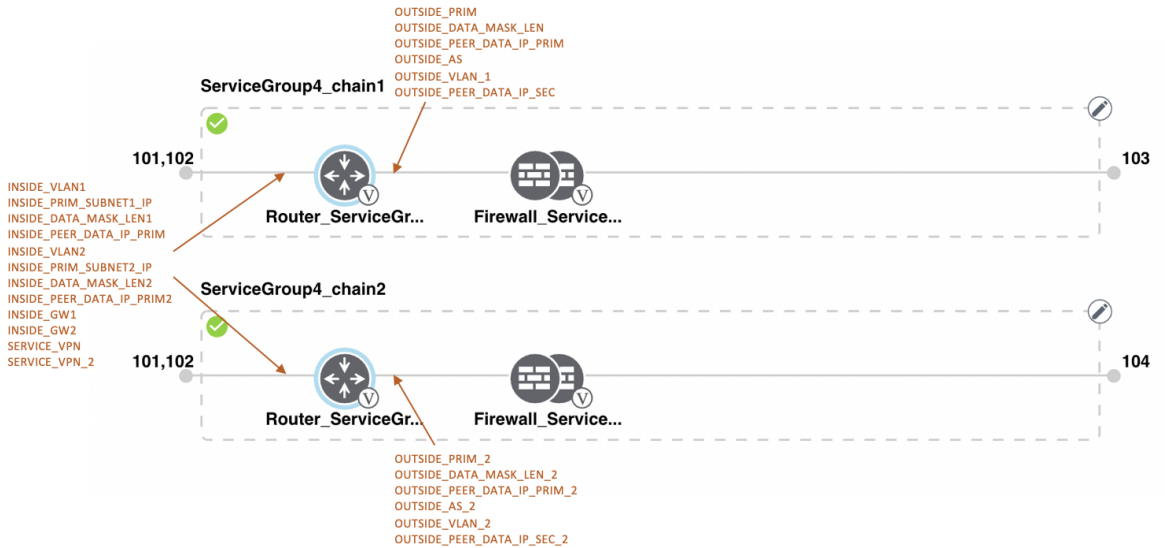 OUTSIDE_PRIM
OUTSIDE_DATA_MASK_LEN
OUTSIDE_PEER_DATA_IP_PRIM
OUTSIDE_AS
OUTSIDE_VLAN_1
OUTSIDE_PEER_DATA_IP_SEC
ServiceGroup4_chain1
101,102
103
V
V
Router_ServiceGr...
Firewall_Service...
INSIDE_VLAN1
INSIDE_PRIM_SUBNET1_IP
INSIDE_DATA_MASK_LEN1
INSIDE_PEER_DATA_IP_PRIM
INSIDE_VLAN2
INSIDE_PRIM_SUBNET2_IP
INSIDE_DATA_MASK_LEN2
INSIDE_PEER_DATA_IP_PRIM2
INSIDE_GW1
INSIDE_GW2
SERVICE_VPN
SERVICE_VPN_2
ServiceGroup4_chain2
101,102
104
V
V
Router_ServiceGr...
Firewall_Service...
OUTSIDE_PRIM_2
OUTSIDE_DATA_MASK_LEN_2
OUTSIDE_PEER_DATA_IP_PRIM_2
OUTSIDE_AS_2
OUTSIDE_VLAN_2
OUTSIDE_PEER_DATA_IP_SEC_2